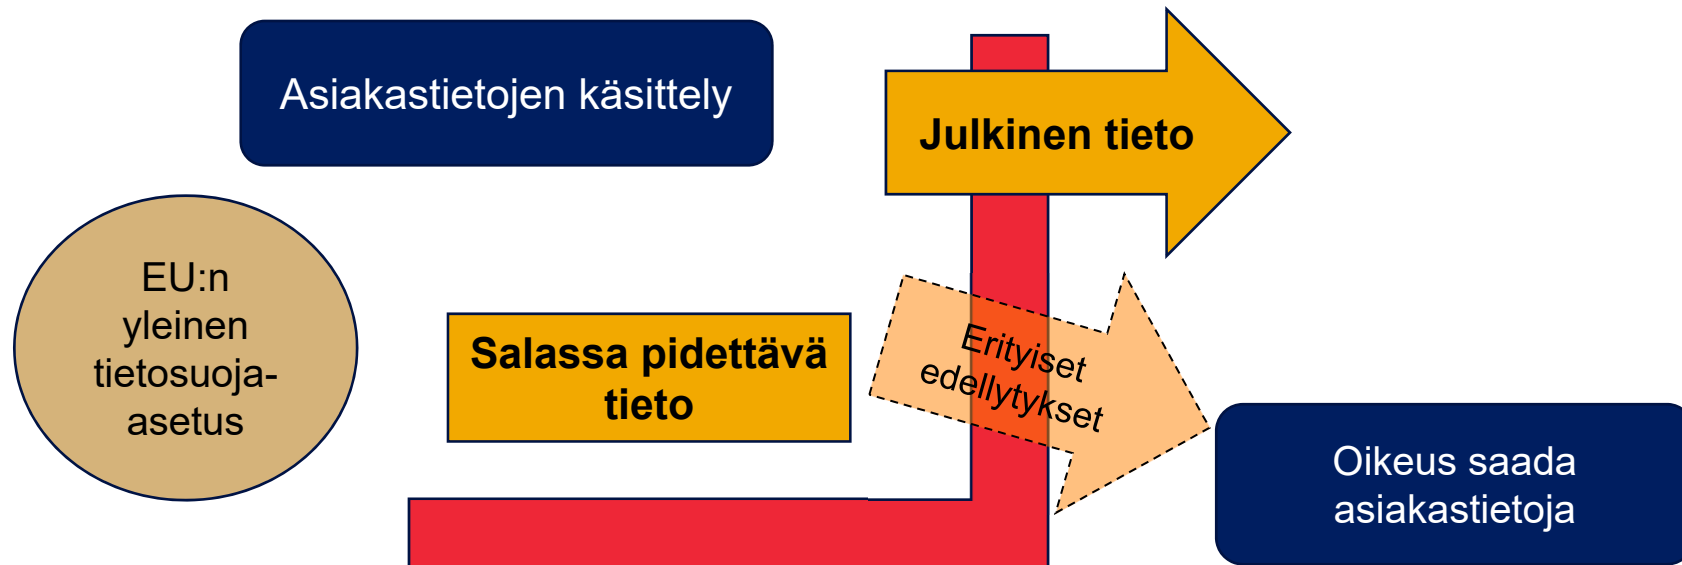 Asiakastietojen käsittely
Julkinen tieto
EU:n
yleinen
tietosuoja-
asetus
Salassa pidettävä
tieto
Erityiset
edellytykset
Oikeus saada
asiakastietoja